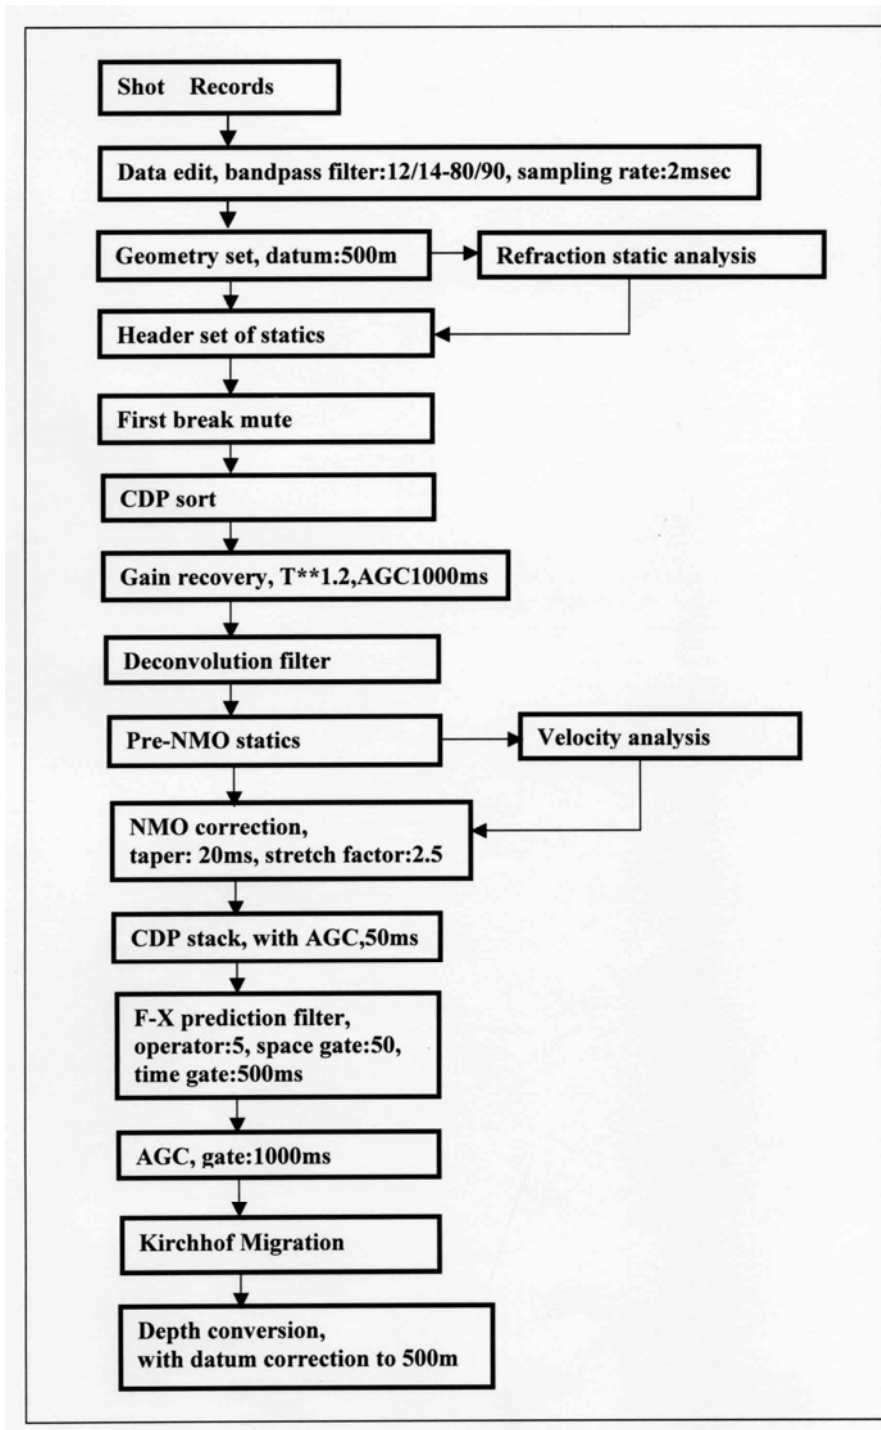 Shot Records
Data edit, bandpass filter:12/14-80/90, sampling rate:2msec
Geometry set, datum:500m
Refraction static analysis
Header set of statics
First break mute
CDP sort
Gain recovery, T**1.2,AGC1000ms
Deconvolution filter
Pre-NMO statics
Velocity analysis
NMO correction,
taper: 20ms, stretch factor:2.5
CDP stack, with AGC,50ms
F-X prediction filter,
operator:5, space gate:50,
time gate:500ms
AGC, gate:1000ms
Kirchhof Migration
Depth conversion,
with datum correction to 500m